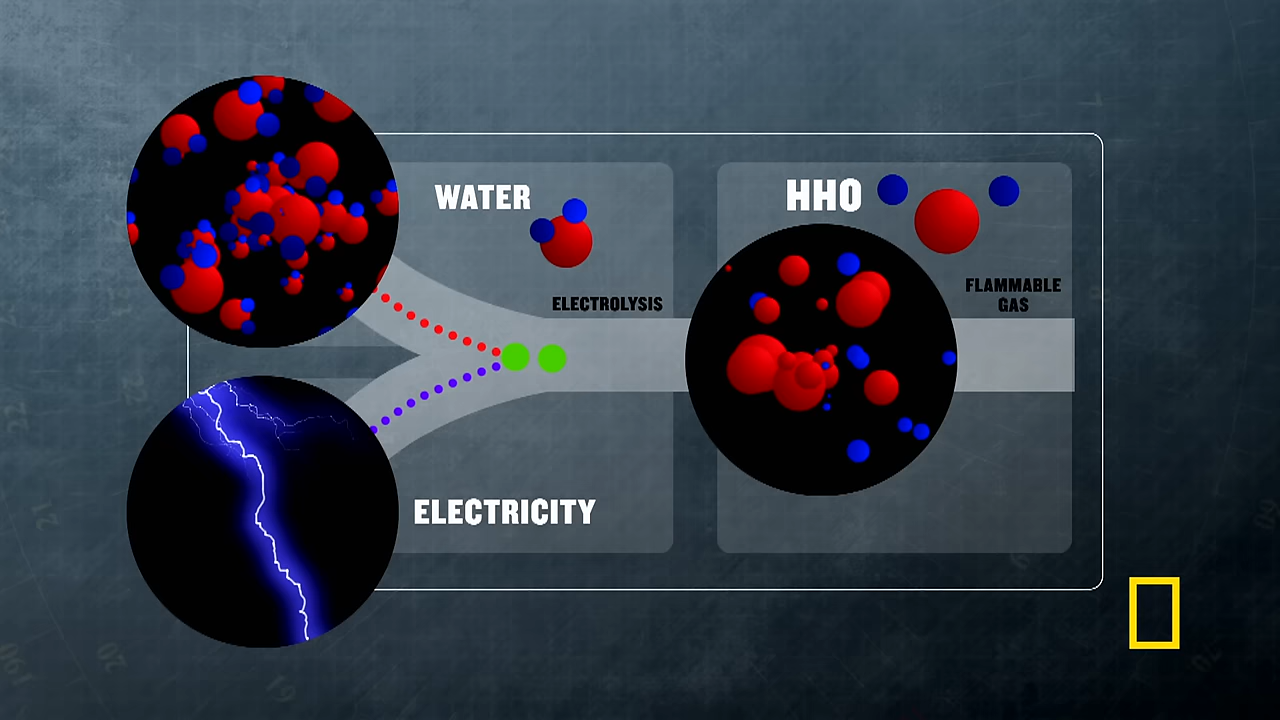 WATER
HHO
ELECTROLYSIS
FLAMMABLE
GAS
ELECTRICITY